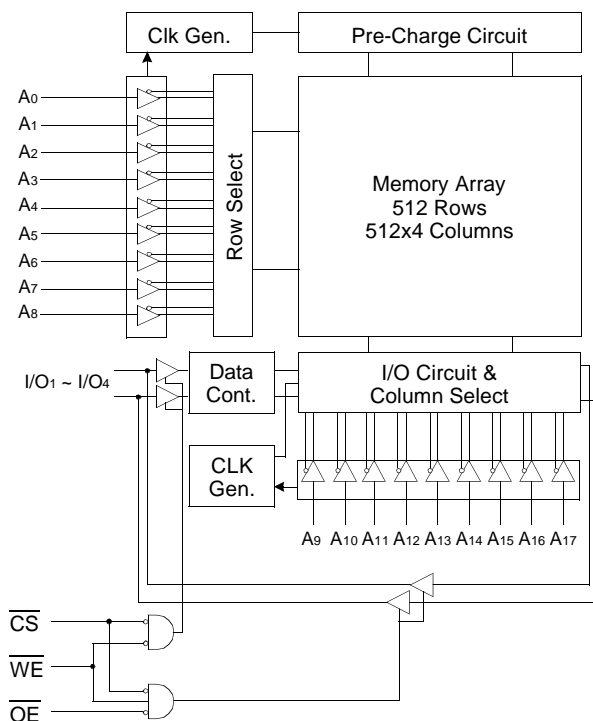 Clk Gen.
Pre-Charge Circuit
A0
A1
A2
A3
A4
A5
A6
A7
A8
Row Select
Memory Array
512 Rows
512x4 Columns
I/O1 ~ I/O4
Data
Cont.
I/O Circuit &
Column Select
CLK
Gen.
A9 A10 A11 A12 A13 A14 A15 A16 A17
CS
WE
OE